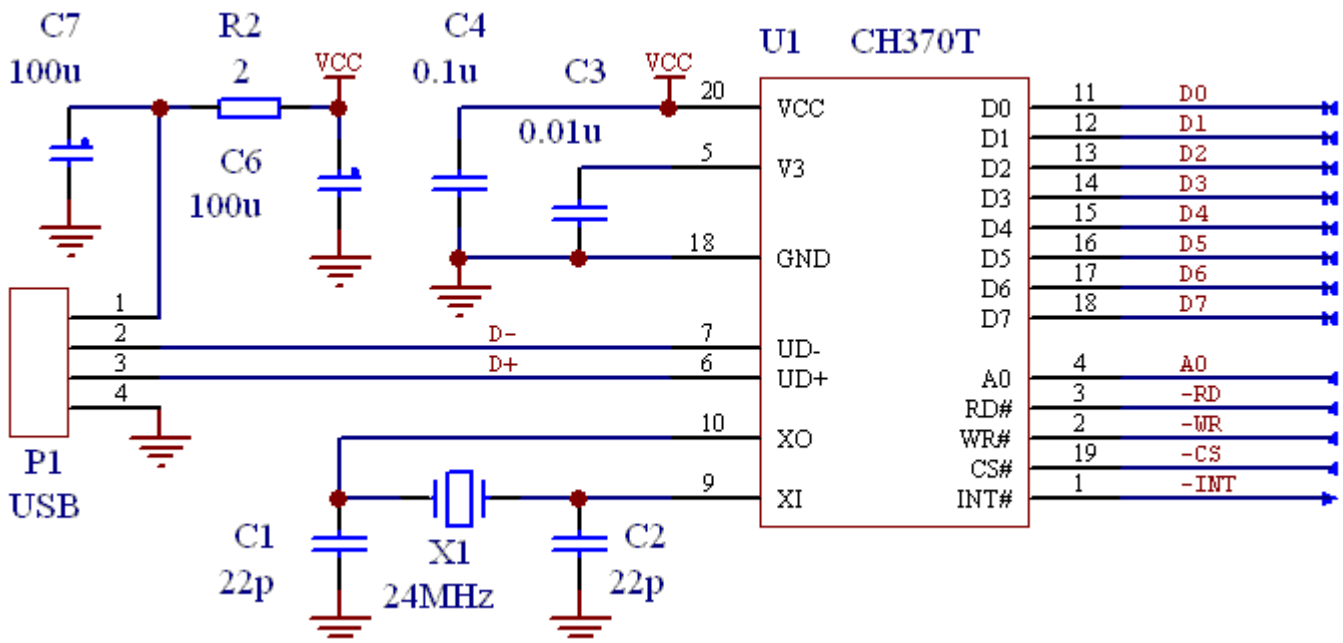 C7
100u
R2
2
VCC
C6
100u
C4
0.1u
C3
0.01u
VCC
U1 CH370T
20 VCC
5 V3
18 GND
7 UD-
6 UD+
10 XO
9 XI
D0 11 D0
D1 12 D1
D2 13 D2
D3 14 D3
D4 15 D4
D5 16 D5
D6 17 D6
D7 18 D7
A0 4 A0
RD# 3 -RD
WR# 2 -WR
CS# 19 -CS
INT# 1 -INT
1
2
3
4
D-
D+
P1
USB
C1
22p
X1
24MHz
C2
22p